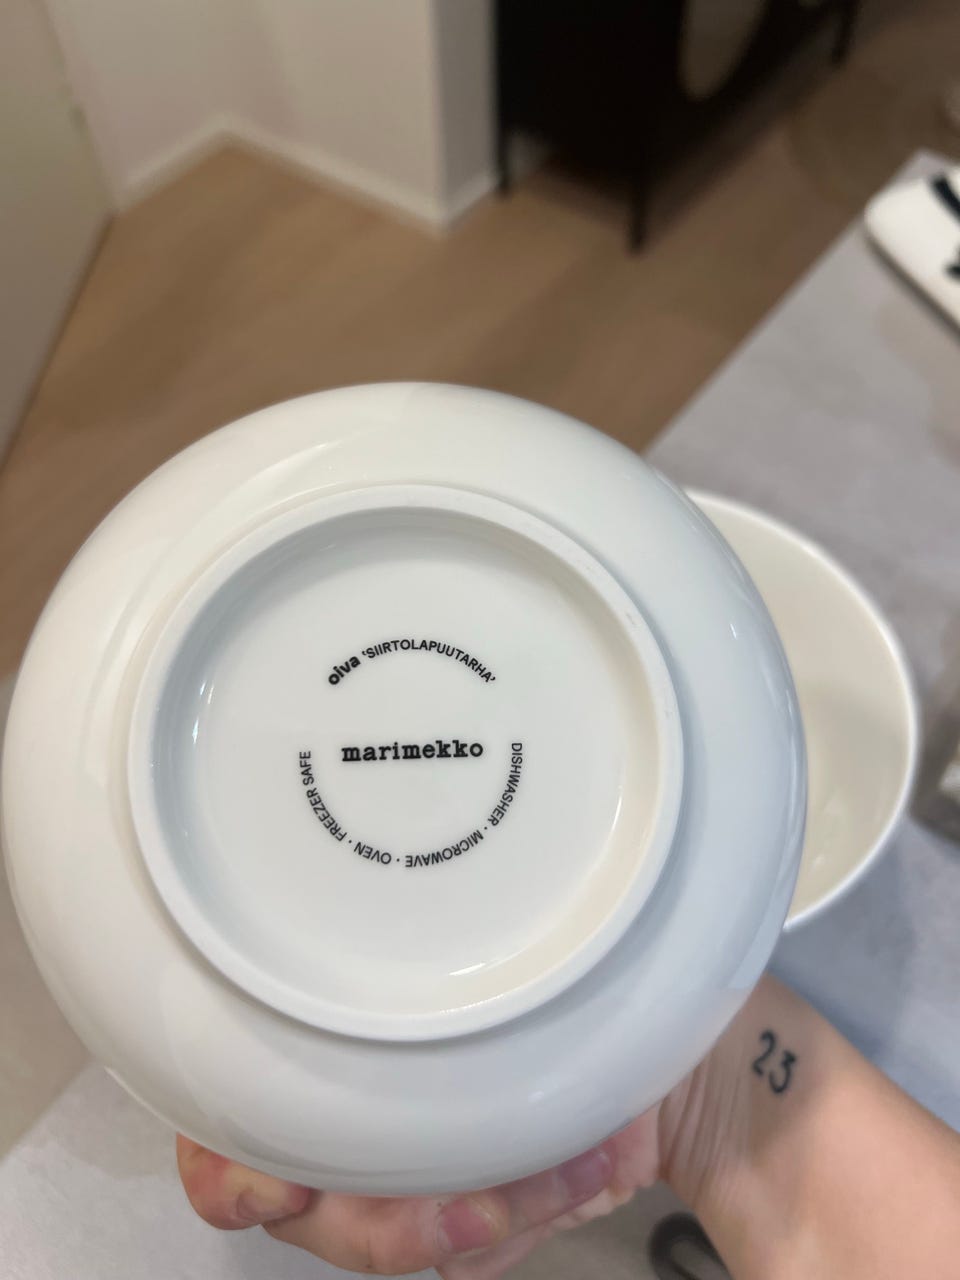 oiva 'SIIRTOLAPUUTARHA'
marimekko
DISHWASHER · MICROWAVE · OVEN · FREEZER SAFE
23